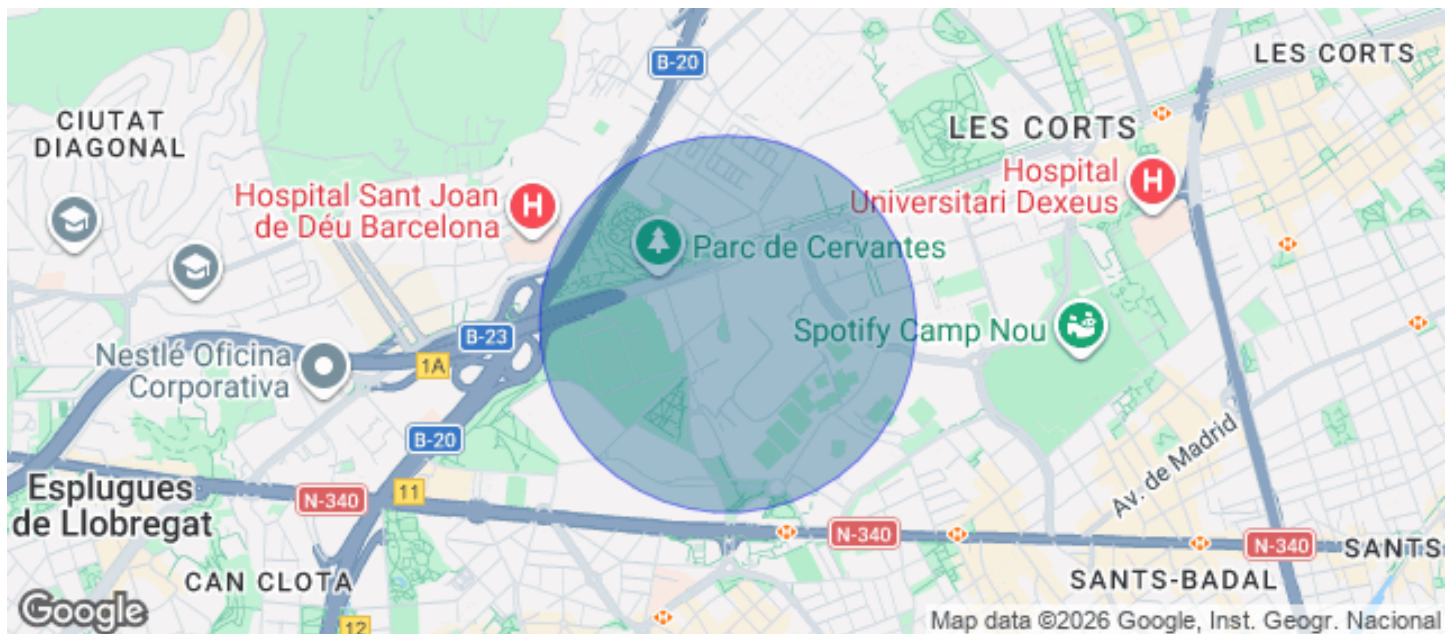 B-20
LES CORTS
CIUTAT
DIAGONAL
LES CORTS
Hospital
Universitari Dexeus
H
Hospital Sant Joan
de Déu Barcelona
H
Parc de Cervantes
Spotify Camp Nou
B-23
1A
Nestlé Oficina
Corporativa
B-20
Av. de Madrid
Esplugues
de Llobregat
N-340
11
N-340
N-340
SANTS
CAN CLOTA
SANTS-BADAL
12
Google
Map data ©2026 Google, Inst. Geogr. Nacional